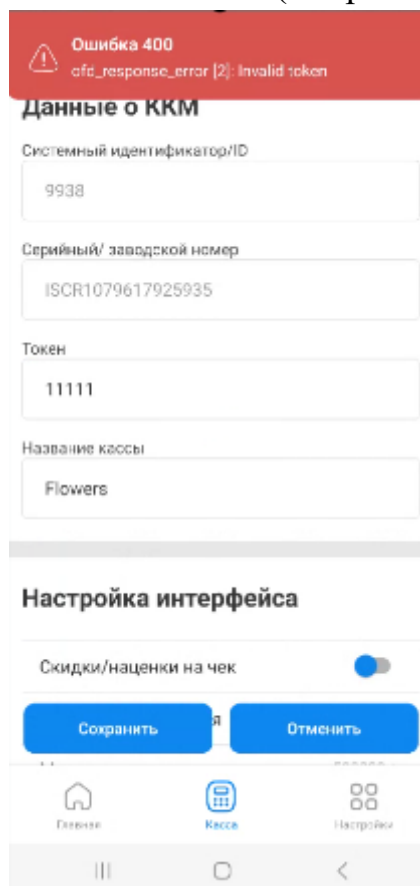 Ошибка 400
ofd_response_error [2]: Invalid token
Данные о ККМ
Системный идентификатор/ID
9938
Серийный/ заводской номер
ISCR1079617925935
Токен
11111
Название кассы
Flowers
Настройка интерфейса
Скидки/наценки на чек
Сохранить
я
Отменить
Главная
Касса
Настройки